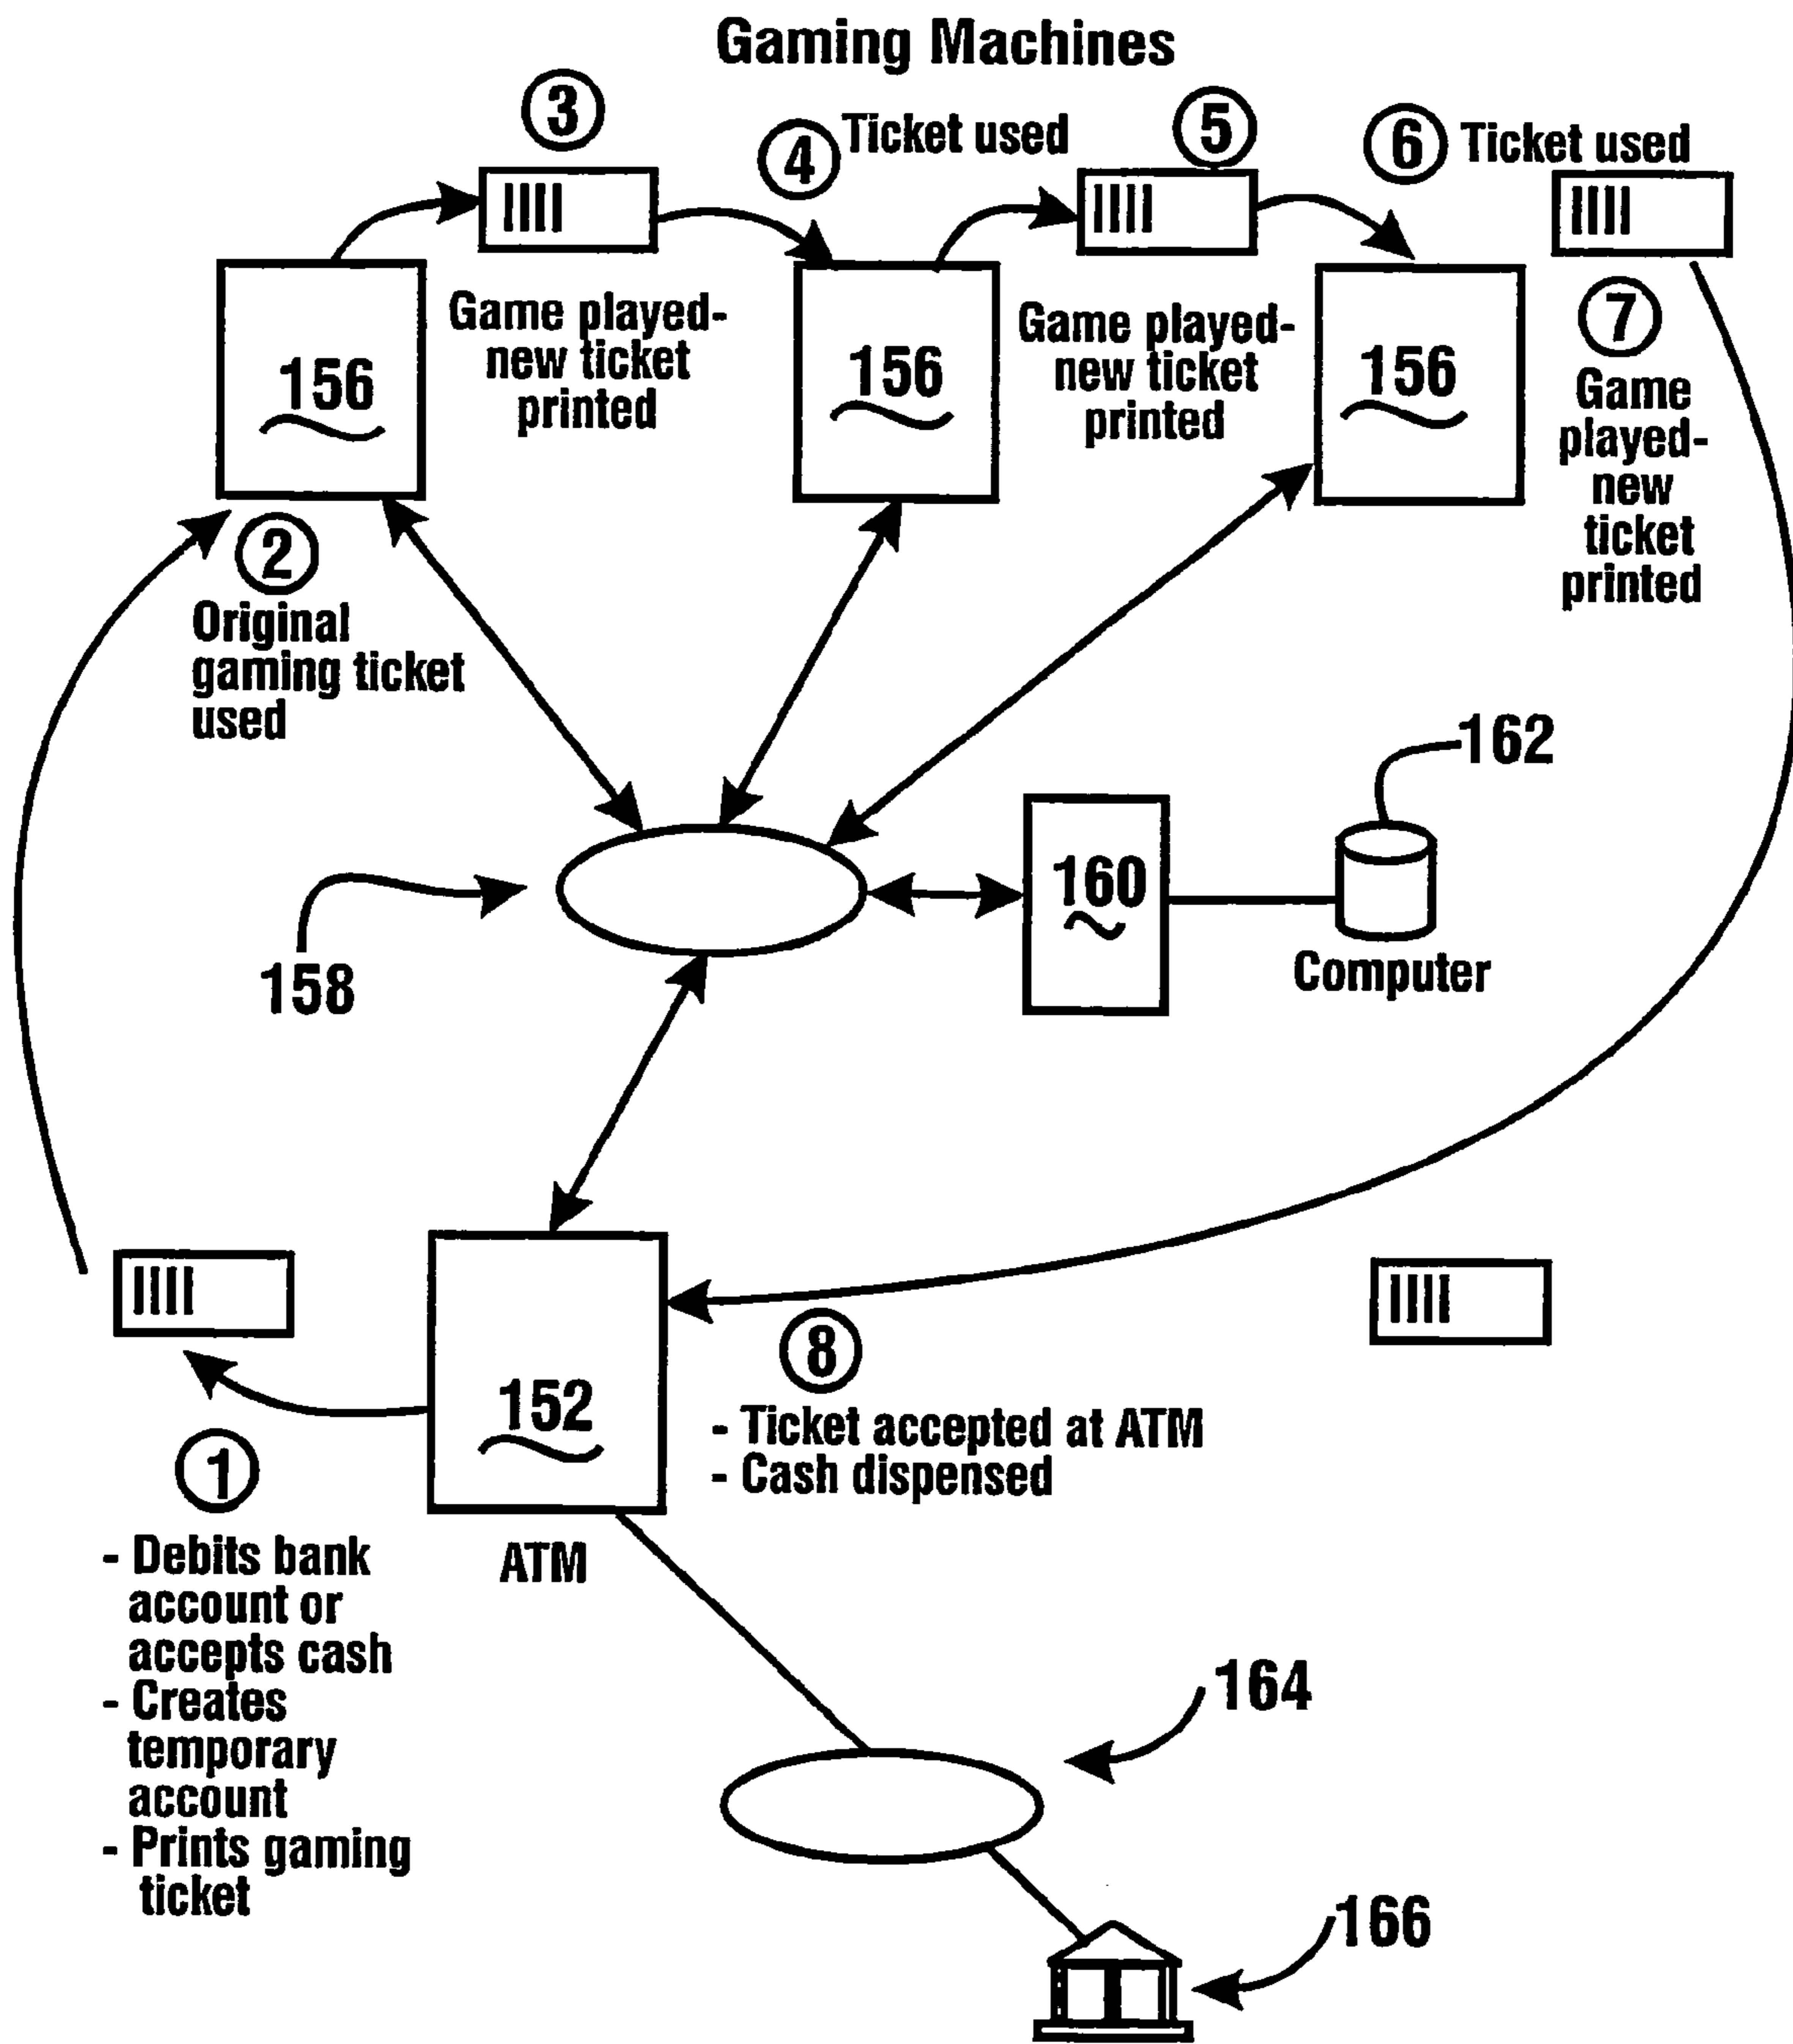 Gaming Machines
3
4 Ticket used
5
6 Ticket used
156
Game played-
new ticket
printed
156
Game played-
new ticket
printed
156
7
Game
played-
new
ticket
printed
2
Original
gaming ticket
used
162
160
158
Computer
152
ATM
8
- Ticket accepted at ATM
- Cash dispensed
1
- Debits bank
account or
accepts cash
- Creates
temporary
account
- Prints gaming
ticket
164
166